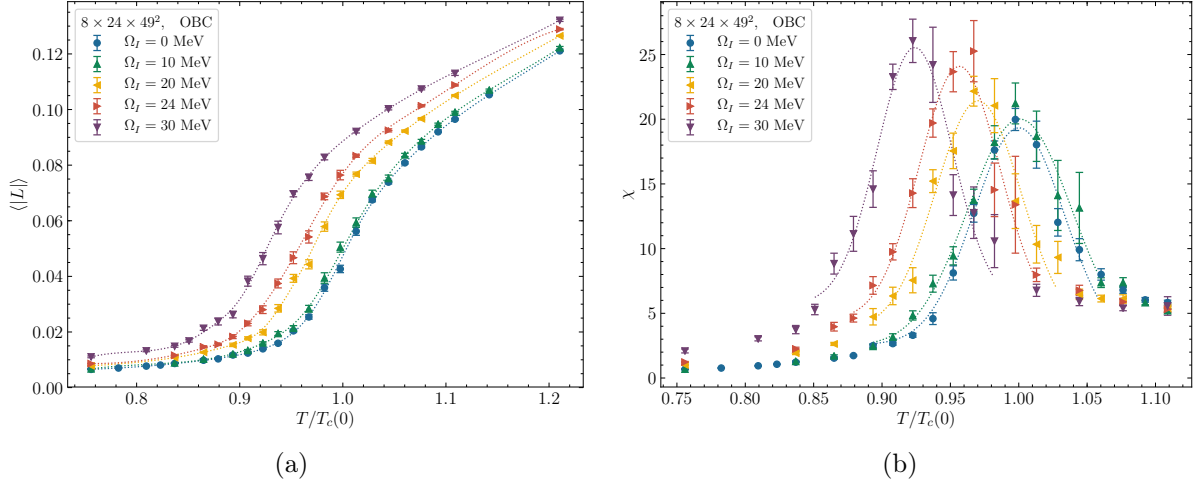 8 × 24 × 49², OBC
Ω_I = 0 MeV
Ω_I = 10 MeV
Ω_I = 20 MeV
Ω_I = 24 MeV
Ω_I = 30 MeV
0.12
0.10
0.08
0.06
0.04
0.02
0.00
⟨|L|⟩
0.8 0.9 1.0 1.1 1.2
T/T_c(0)
(a)
8 × 24 × 49², OBC
Ω_I = 0 MeV
Ω_I = 10 MeV
Ω_I = 20 MeV
Ω_I = 24 MeV
Ω_I = 30 MeV
25
20
15
10
5
0
χ
0.75 0.80 0.85 0.90 0.95 1.00 1.05 1.10
T/T_c(0)
(b)